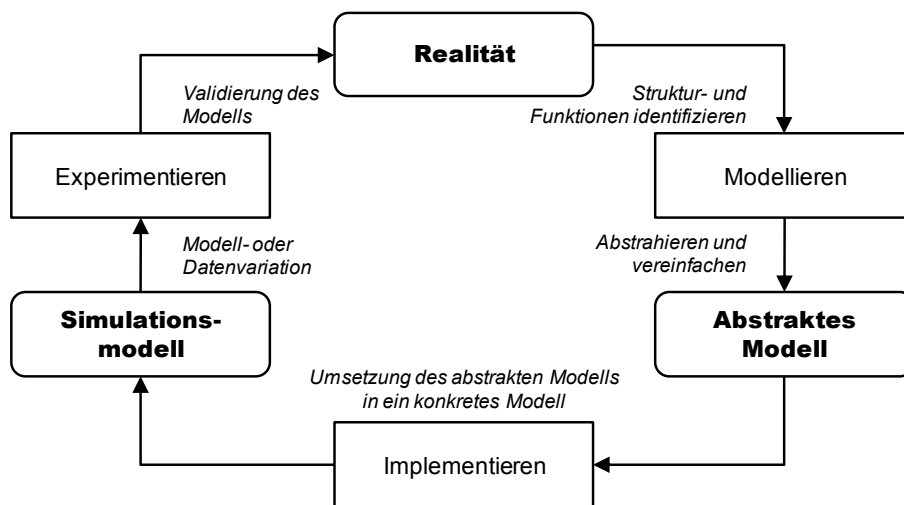 Realität
Validierung des
Modells
Struktur- und
Funktionen identifizieren
Experimentieren
Modellieren
Modell- oder
Datenvariation
Abstrahieren und
vereinfachen
Simulations-
modell
Abstraktes
Modell
Umsetzung des abstrakten Modells
in ein konkretes Modell
Implementieren